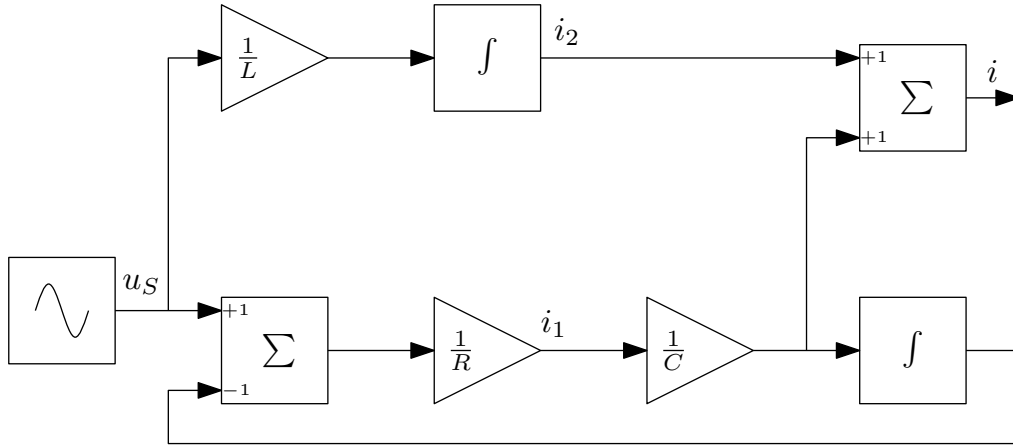 1/L
∫
i₂
+1
∑
i
+1
u_S
+1
∑
-1
1/R
i₁
1/C
∫